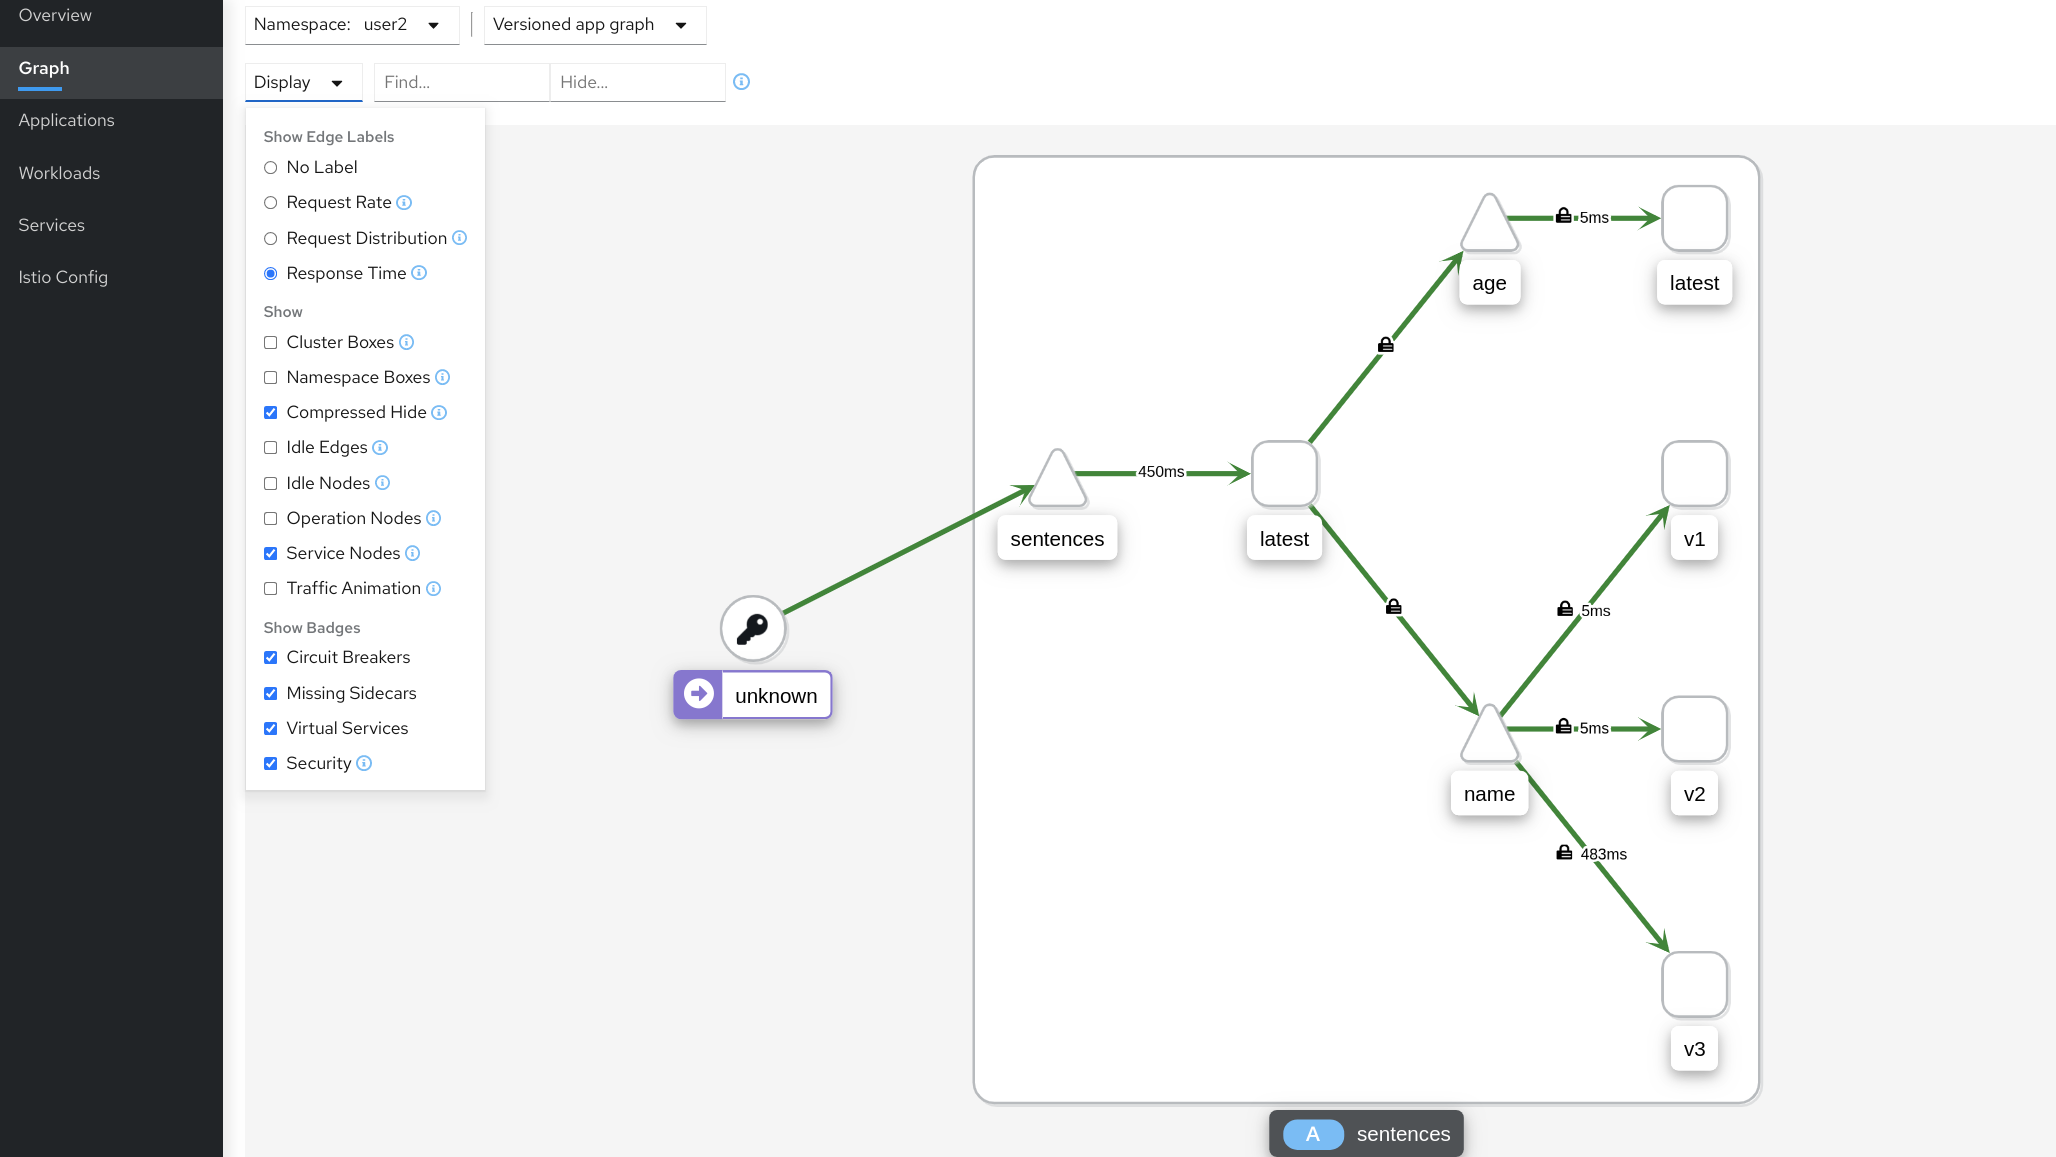 Overview
Graph
Applications
Workloads
Services
Istio Config
Namespace: user2
Versioned app graph
Display
Find...
Hide...
Show Edge Labels
No Label
Request Rate
Request Distribution
Response Time
Show
Cluster Boxes
Namespace Boxes
Compressed Hide
Idle Edges
Idle Nodes
Operation Nodes
Service Nodes
Traffic Animation
Show Badges
Circuit Breakers
Missing Sidecars
Virtual Services
Security
unknown
sentences
450ms
latest
age
5ms
latest
5ms
v1
name
5ms
v2
483ms
v3
A sentences